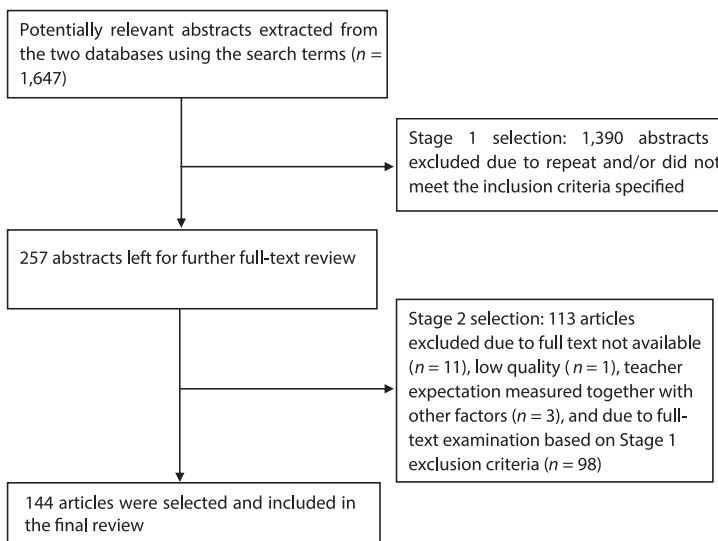 Potentially relevant abstracts extracted from
the two databases using the search terms (n =
1,647)
Stage 1 selection: 1,390 abstracts
excluded due to repeat and/or did not
meet the inclusion criteria specified
257 abstracts left for further full-text review
Stage 2 selection: 113 articles
excluded due to full text not available
(n = 11), low quality ( n = 1), teacher
expectation measured together with
other factors (n = 3), and due to full-
text examination based on Stage 1
exclusion criteria (n = 98)
144 articles were selected and included in
the final review